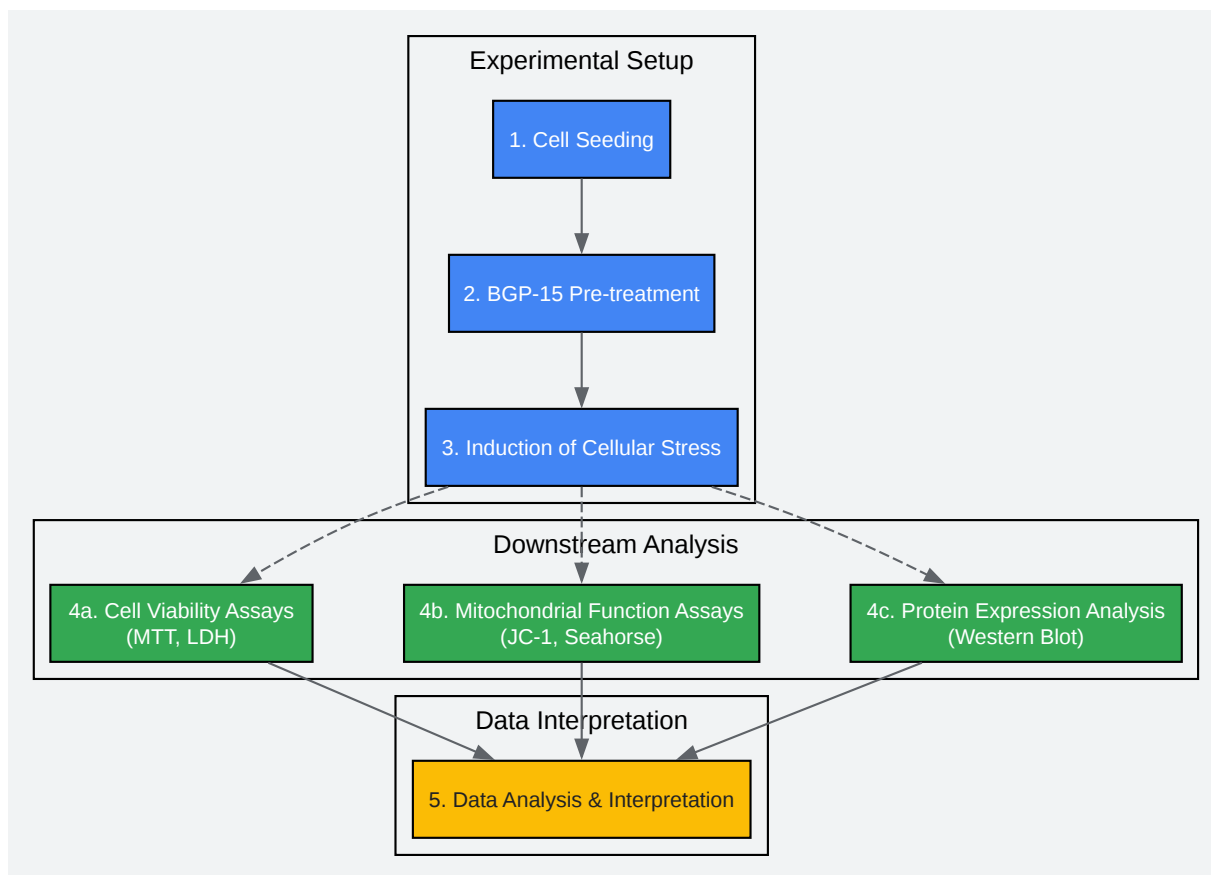 Experimental Setup
1. Cell Seeding
2. BGP-15 Pre-treatment
3. Induction of Cellular Stress
Downstream Analysis
4a. Cell Viability Assays
(MTT, LDH)
4b. Mitochondrial Function Assays
(JC-1, Seahorse)
4c. Protein Expression Analysis
(Western Blot)
Data Interpretation
5. Data Analysis & Interpretation